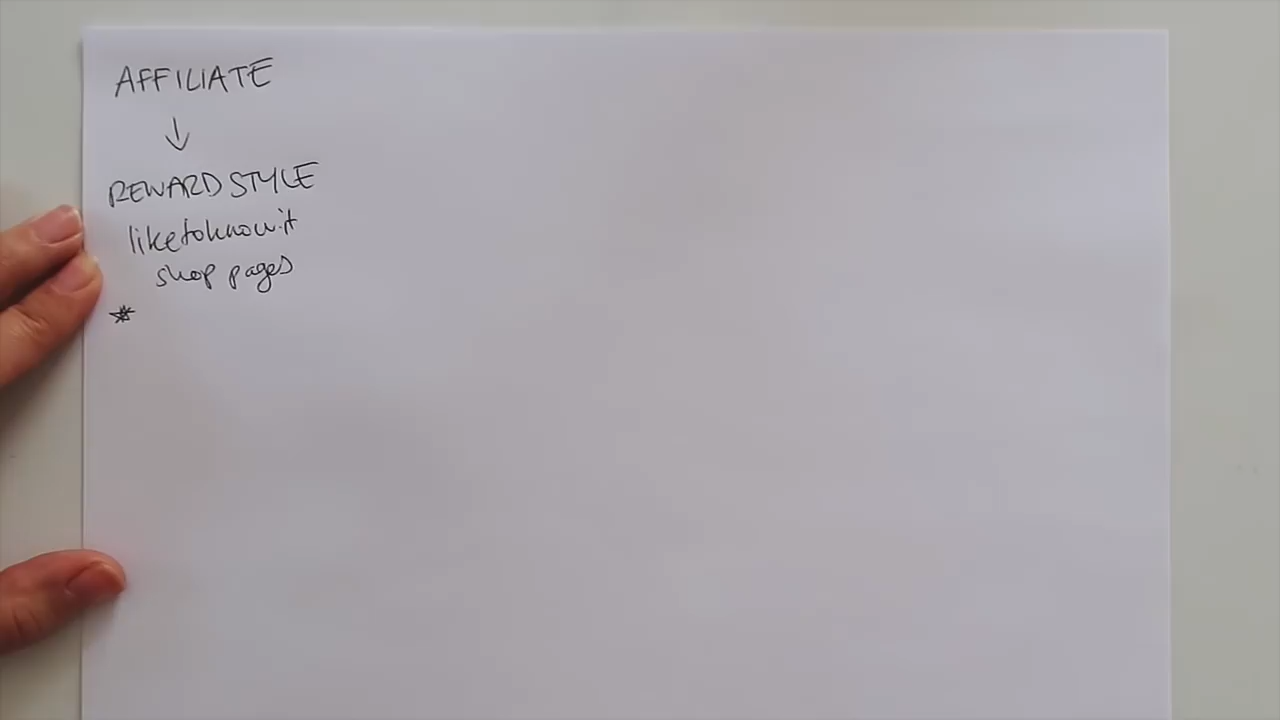 AFFILIATE
↓
REWARD STYLE
liketoknow.it
shop pages
*